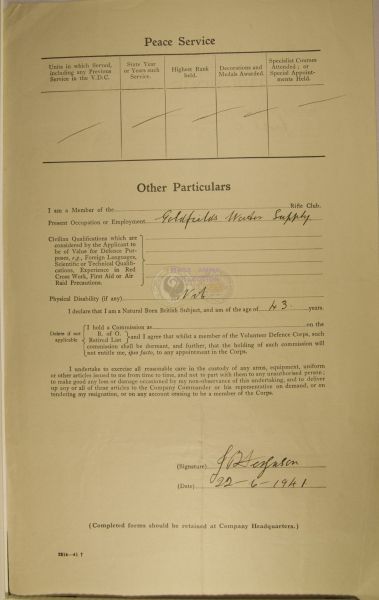 Peace Service
Units in which Served, including any Previous Service in the V.D.C.
State Year or Years such Service.
Highest Rank held.
Decorations and Medals Awarded.
Specialist Courses Attended; or Special Appointments Held.
Other Particulars
I am a Member of the Rifle Club.
Present Occupation or Employment Goldfields Water Supply
Civilian Qualifications which are
considered by the Applicant to
be of Value for Defence Pur-
poses, e.g., Foreign Languages,
Scientific or Technical Qualifi-
cations, Experience in Red
Cross Work, First Aid or Air
Raid Precautions.
Physical Disability (if any) Nil
I declare that I am a Natural Born British Subject, and am of the age of 43 years.
Delete if not applicable
I hold a Commission as on the
R. of O.
Retired List
and I agree that whilst a member of the Volunteer Defence Corps, such
commission shall be dormant, and further, that the holding of such commission will
not entitle me, ipso facto, to any appointment in the Corps.
I undertake to exercise all reasonable care in the custody of any arms, equipment, uniform
or other articles issued to me from time to time, and not to part with them to any unauthorised person;
to make good any loss or damage occasioned by my non-observance of this undertaking, and to deliver
up any or all of these articles to the Company Commander or his representative on demand, or on
tendering my resignation, or on any account ceasing to be a member of the Corps.
(Signature)
(Date) 22-6-1941
(Completed forms should be retained at Company Headquarters.)